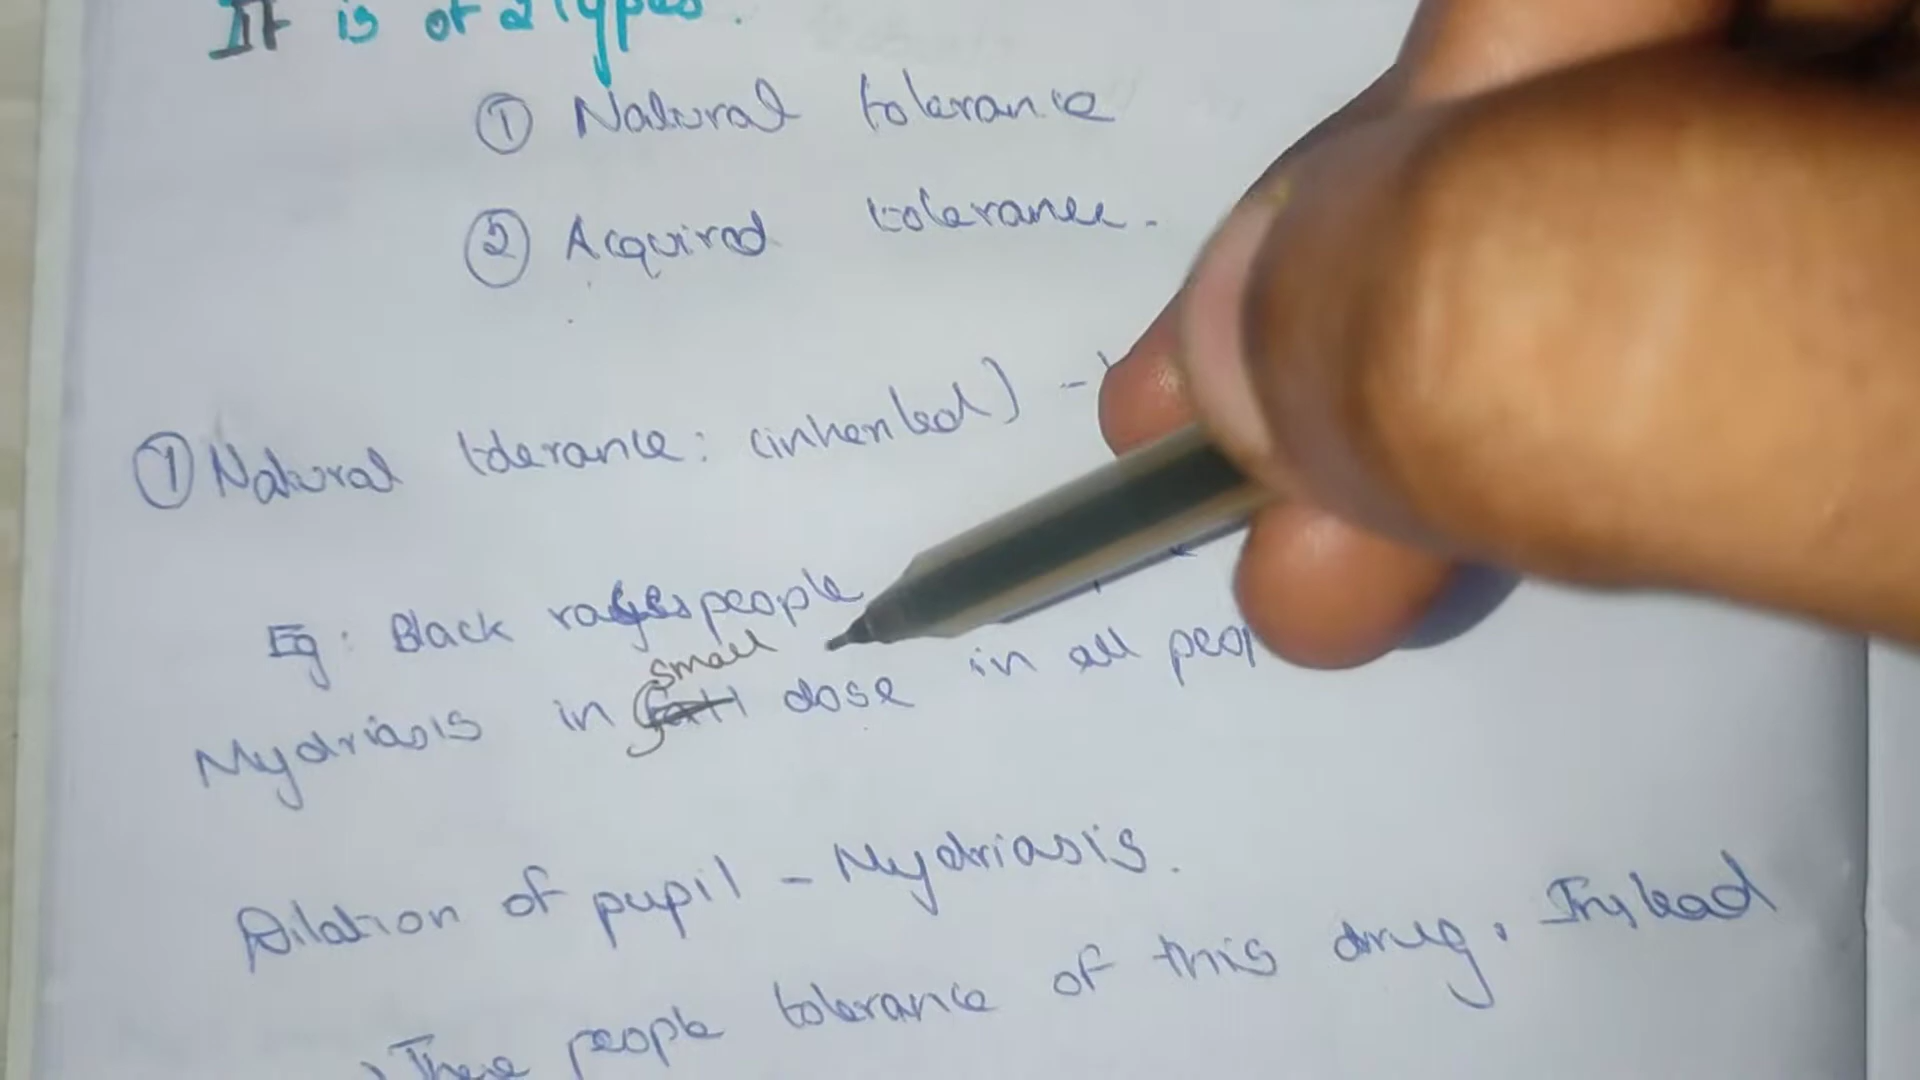 It is of 2 Types.
① Natural tolerance
② Acquired tolerance.
① Natural tolerance: (inherited) -
Eg: Black races people
small
Mydriasis in dose in all peop
Dilation of pupil - Mydriasis.
These people tolerance of this drug. Instead